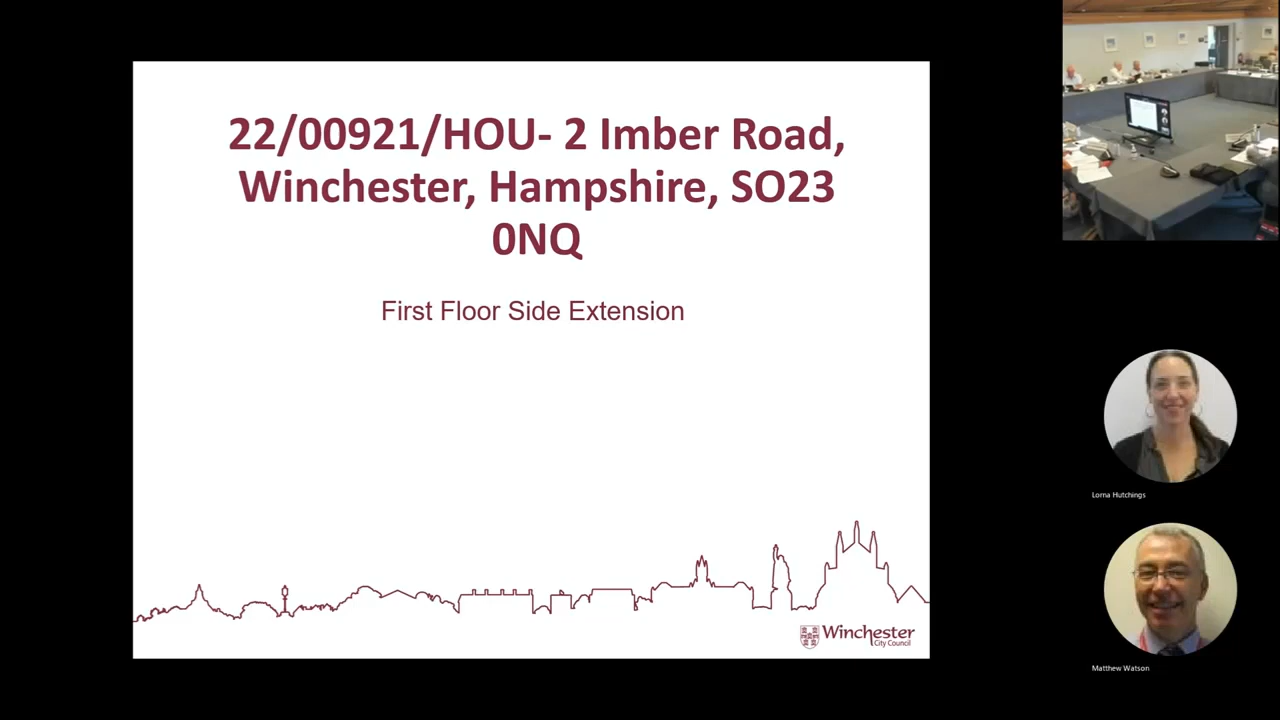 22/00921/HOU- 2 Imber Road,
Winchester, Hampshire, SO23
0NQ
First Floor Side Extension
Winchester
City Council
Lorna Hutchings
Matthew Watson